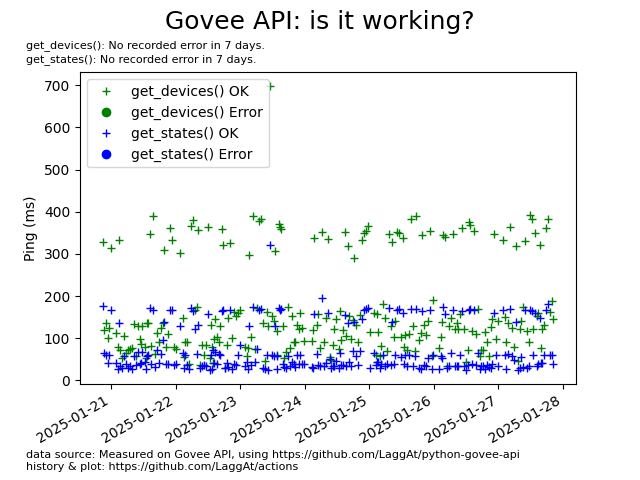 Govee API: is it working?
get_devices(): No recorded error in 7 days.
get_states(): No recorded error in 7 days.
get_devices() OK
get_devices() Error
get_states() OK
get_states() Error
Ping (ms)
700
600
500
400
300
200
100
0
2025-01-21
2025-01-22
2025-01-23
2025-01-24
2025-01-25
2025-01-26
2025-01-27
2025-01-28
data source: Measured on Govee API, using https://github.com/LaggAt/python-govee-api
history & plot: https://github.com/LaggAt/actions